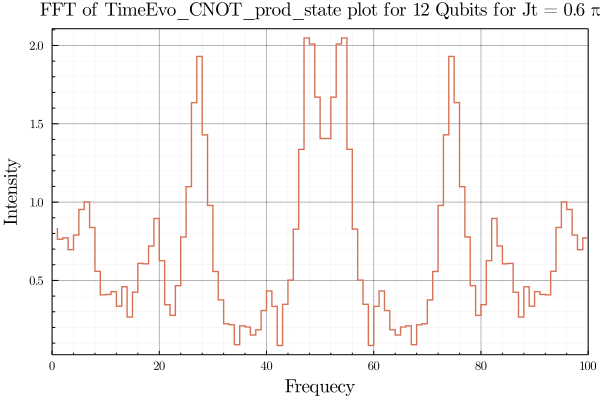 FFT of TimeEvo_CNOT_prod_state plot for 12 Qubits for Jt = 0.6 π
2.0
1.5
1.0
0.5
Intensity
0 20 40 60 80 100
Frequecy